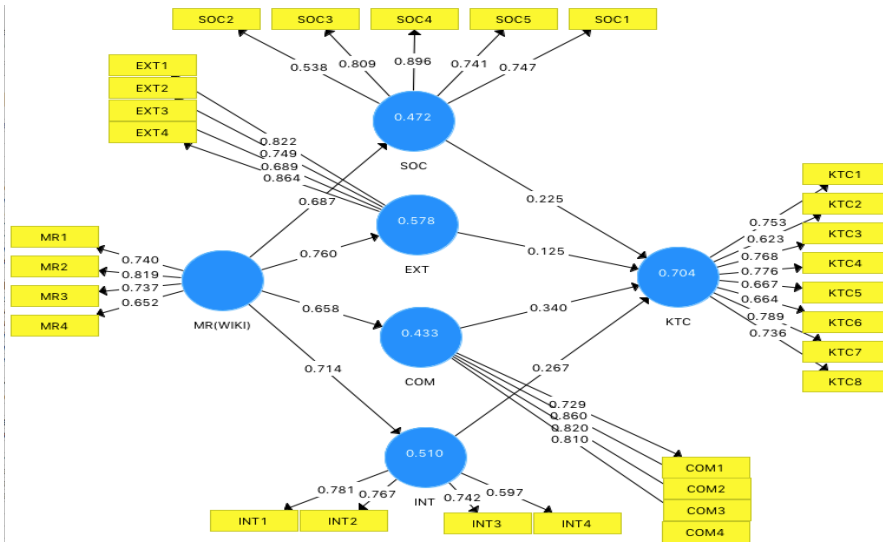 SOC2 SOC3 SOC4 SOC5 SOC1
0.538 0.809 0.896 0.741 0.747
EXT1
EXT2
EXT3
EXT4
0.822
0.749
0.689
0.864
0.472
SOC
0.687
0.225
0.578
EXT
0.760
0.125
MR1
MR2
MR3
MR4
0.740
0.819
0.737
0.652
MR(WIKI)
0.658
0.433
COM
0.340
0.714
0.267
0.704
KTC
0.753
0.623
0.768
0.776
0.667
0.664
0.789
0.736
KTC1
KTC2
KTC3
KTC4
KTC5
KTC6
KTC7
KTC8
0.729
0.860
0.820
0.810
COM1
COM2
COM3
COM4
0.510
INT
0.781 0.767 0.742 0.597
INT1 INT2 INT3 INT4